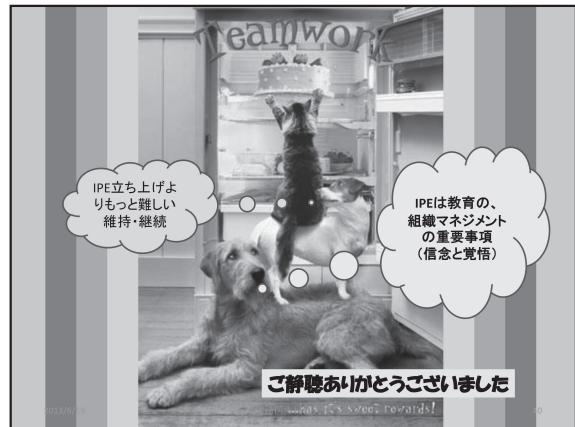 Teamwork
IPE立ち上げよ
りもっと難しい
維持・継続
IPEは教育の、
組織マネジメント
の重要事項
（信念と覚悟）
ご静聴ありがとうございました
...has it's sweet rewards!